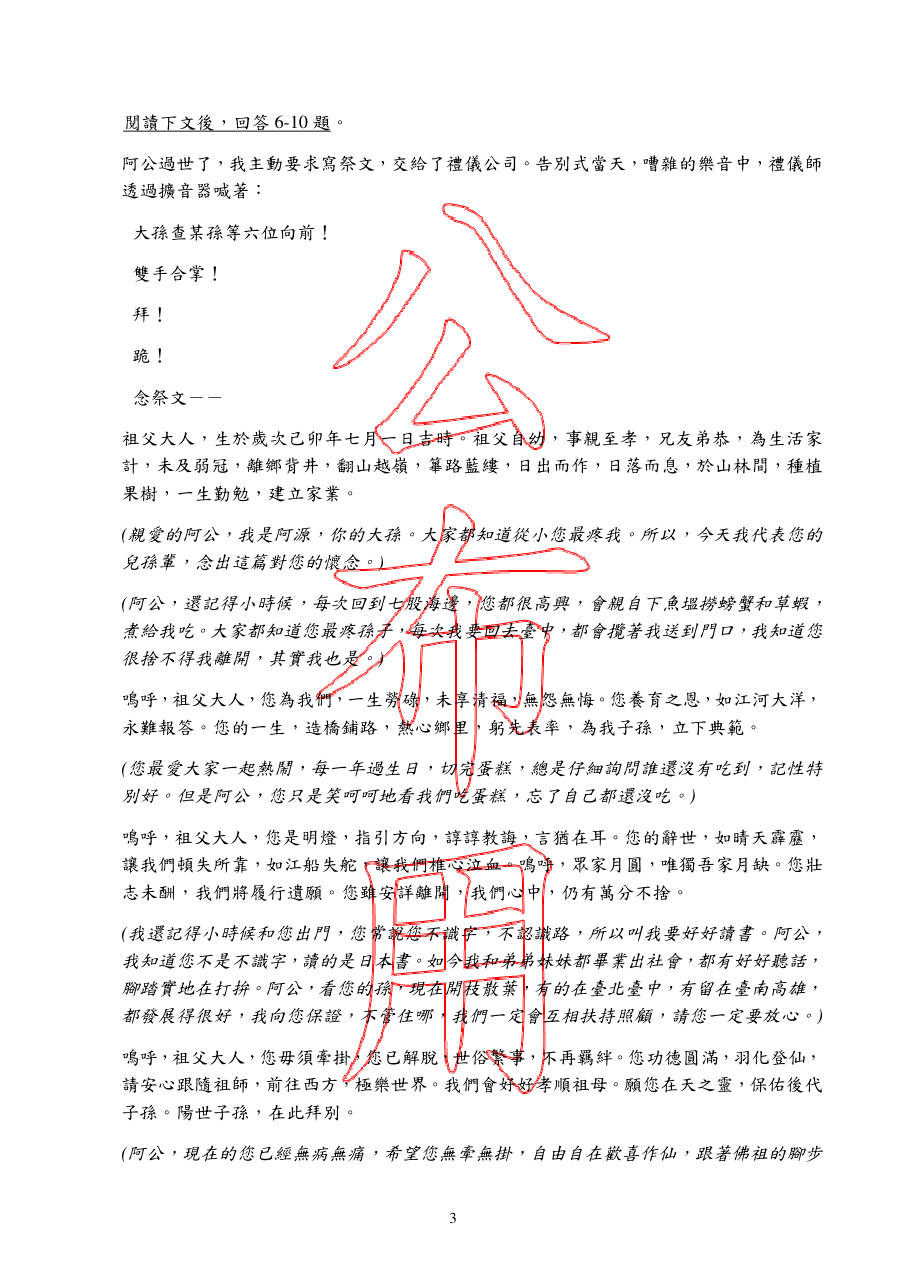 閱讀下文後，回答 6-10 題。
阿公過世了，我主動要求寫祭文，交給了禮儀公司。告別式當天，嘈雜的樂音中，禮儀師
透過擴音器喊著：
大孫查某孫等六位向前！
雙手合掌！
拜！
跪！
念祭文－－
祖父大人，生於歲次己卯年七月一日吉時。祖父自幼，事親至孝，兄友弟恭，為生活家
計，未及弱冠，離鄉背井，翻山越嶺，篳路藍縷，日出而作，日落而息，於山林間，種植
果樹，一生勤勉，建立家業。
(親愛的阿公，我是阿源，你的大孫。大家都知道從小您最疼我。所以，今天我代表您的
兒孫輩，念出這篇對您的懷念。)
(阿公，還記得小時候，每次回到七股海邊，您都很高興，會親自下魚塭撈螃蟹和草蝦，
煮給我吃。大家都知道您最疼孫子，每次我要回去臺中，都會攬著我送到門口，我知道您
很捨不得我離開，其實我也是。)
嗚呼，祖父大人，您為我們，一生勞碌，未享清福，無怨無悔。您養育之恩，如江河大洋，
永難報答。您的一生，造橋鋪路，熱心鄉里，躬先表率，為我子孫，立下典範。
(您最愛大家一起熱鬧，每一年過生日，切完蛋糕，總是仔細詢問誰還沒有吃到，記性特
別好。但是阿公，您只是笑呵呵地看我們吃蛋糕，忘了自己都還沒吃。)
嗚呼，祖父大人，您是明燈，指引方向，諄諄教誨，言猶在耳。您的辭世，如晴天霹靂，
讓我們頓失所靠，如江船失舵，讓我們椎心泣血。嗚呼，眾家月圓，唯獨吾家月缺。您壯
志未酬，我們將履行遺願。您雖安詳離開，我們心中，仍有萬分不捨。
(我還記得小時候和您出門，您常說您不識字，不認識路，所以叫我要好好讀書。阿公，
我知道您不是不識字，讀的是日本書。如今我和弟弟妹妹都畢業出社會，都有好好聽話，
腳踏實地在打拚。阿公，看您的孫，現在開枝散葉，有的在臺北臺中，有留在臺南高雄，
都發展得很好，我向您保證，不管住哪，我們一定會互相扶持照顧，請您一定要放心。)
嗚呼，祖父大人，您毋須牽掛，您已解脫，世俗繁事，不再羈絆。您功德圓滿，羽化登仙，
請安心跟隨祖師，前往西方，極樂世界。我們會好好孝順祖母。願您在天之靈，保佑後代
子孫。陽世子孫，在此拜別。
(阿公，現在的您已經無病無痛，希望您無牽無掛，自由自在歡喜作仙，跟著佛祖的腳步
3
公布用